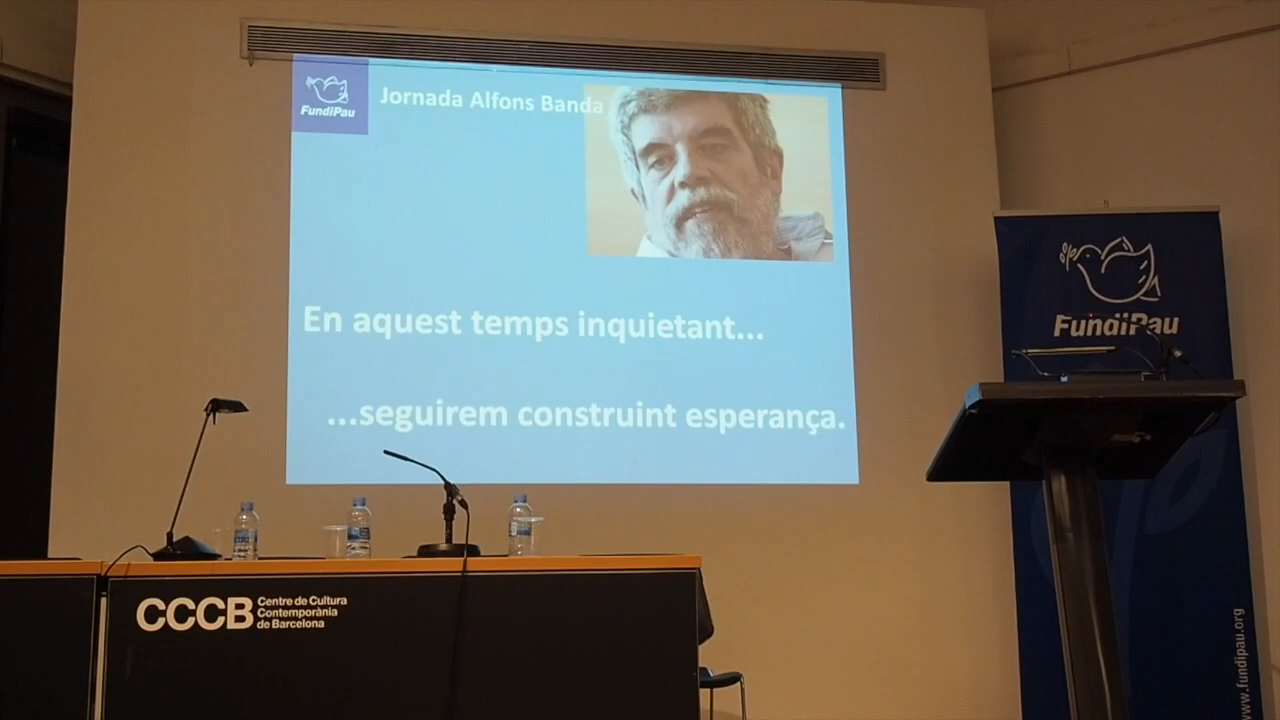 FundiPau
Jornada Alfons Banda
En aquest temps inquietant...
...seguirem construint esperança.
FundiPau
CCCB
Centre de Cultura
Contemporània
de Barcelona
www.fundipau.org